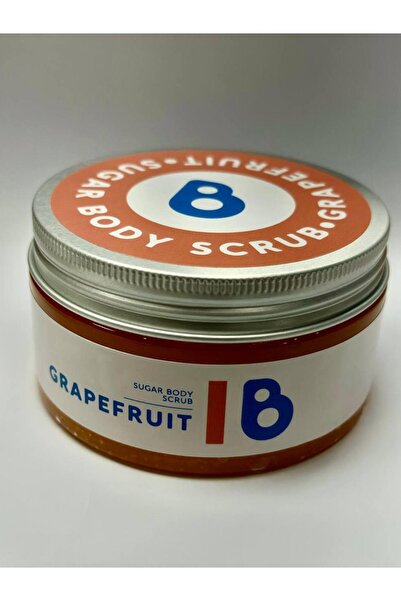 SUGAR BODY SCRUB•GRAPEFRUIT•
B
SUGAR BODY
SCRUB
GRAPEFRUIT
B